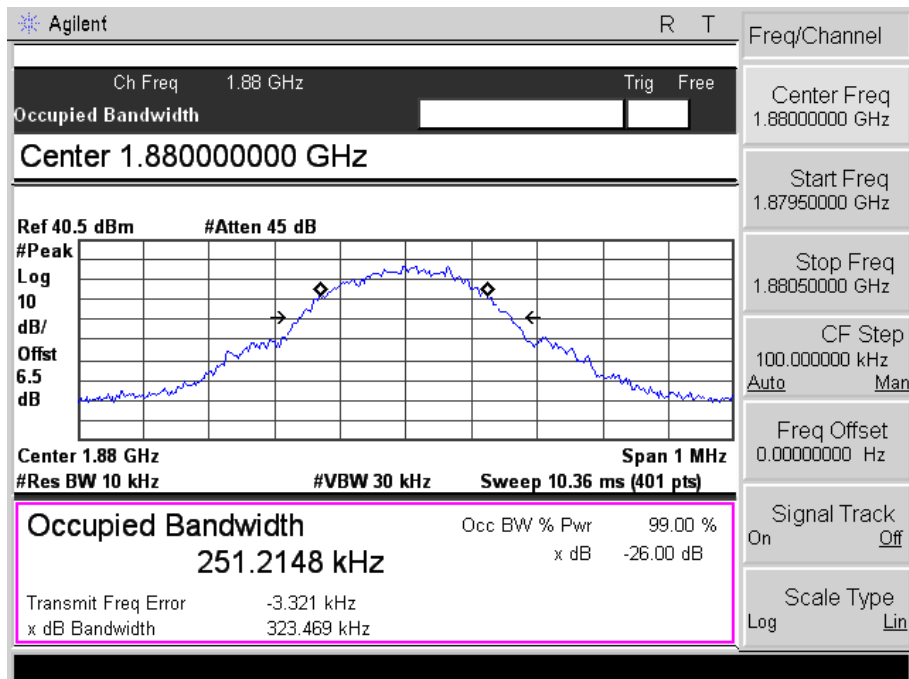 Agilent R T
Ch Freq 1.88 GHz Trig Free
Occupied Bandwidth
Center 1.880000000 GHz
Ref 40.5 dBm #Atten 45 dB
#Peak
Log
10
dB/
Offst
6.5
dB
Center 1.88 GHz Span 1 MHz
#Res BW 10 kHz #VBW 30 kHz Sweep 10.36 ms (401 pts)
Occupied Bandwidth Occ BW % Pwr 99.00 %
251.2148 kHz x dB -26.00 dB
Transmit Freq Error -3.321 kHz
x dB Bandwidth 323.469 kHz
Freq/Channel
Center Freq
1.88000000 GHz
Start Freq
1.87950000 GHz
Stop Freq
1.88050000 GHz
CF Step
100.000000 kHz
Auto Man
Freq Offset
0.00000000 Hz
Signal Track
On Off
Scale Type
Log Lin